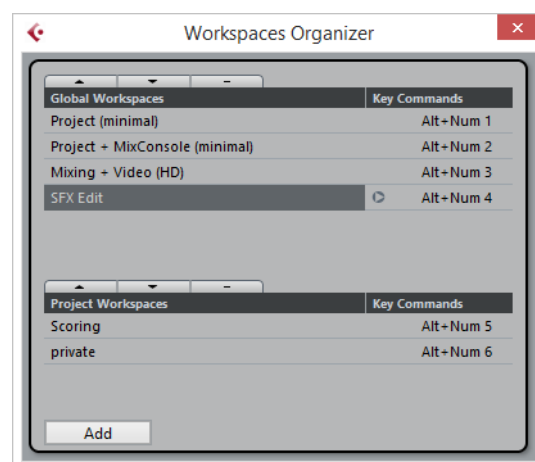 Workspaces Organizer
Global Workspaces Key Commands
Project (minimal) Alt+Num 1
Project + MixConsole (minimal) Alt+Num 2
Mixing + Video (HD) Alt+Num 3
SFX Edit Alt+Num 4
Project Workspaces Key Commands
Scoring Alt+Num 5
private Alt+Num 6
Add